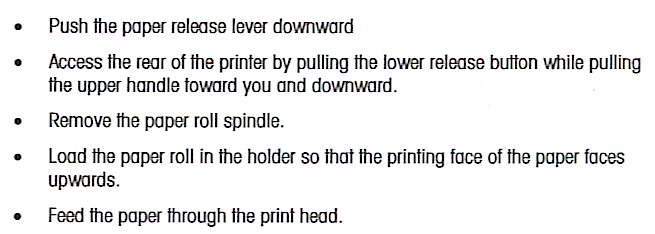 • Push the paper release lever downward
• Access the rear of the printer by pulling the lower release button while pulling
the upper handle toward you and downward.
• Remove the paper roll spindle.
• Load the paper roll in the holder so that the printing face of the paper faces
upwards.
• Feed the paper through the print head.